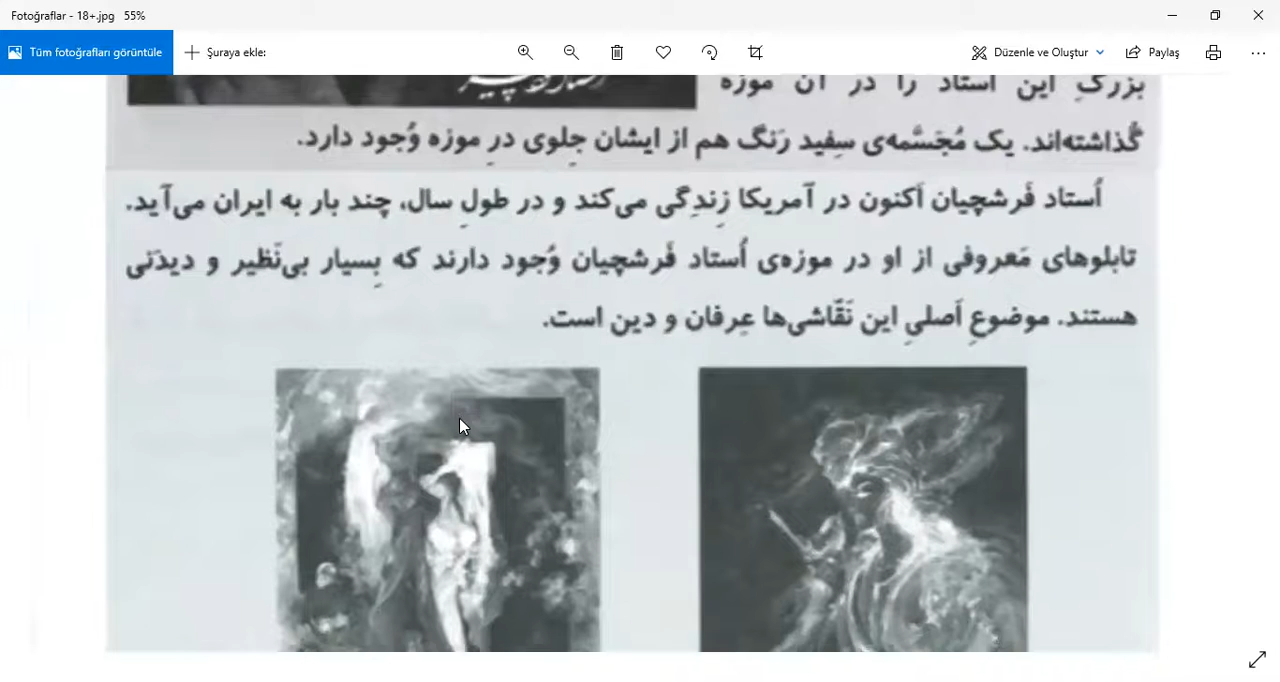 Fotoğraflar - 18+.jpg   55%
Tüm fotoğrafları görüntüle
Şuraya ekle:
Düzenle ve Oluştur
Paylaş
بزرگِ این استاد را در آن موزه
گُذاشته‌اند. یک مُجَسَّمه‌ی سِفید رَنگ هم از ایشان جِلوی درِ موزه وُجود دارد.
اُستاد فَرشچیان اَکنون در آمریکا زِندِگی می‌کند و در طولِ سال، چند بار به ایران می‌آید.
تابلوهای مَعروفی از او در موزه‌ی اُستاد فَرشچیان وُجود دارند که بِسیار بی‌نَظیر و دیدَنی
هستند. موضوعِ اَصلیِ این نَقّاشی‌ها عِرفان و دین است.